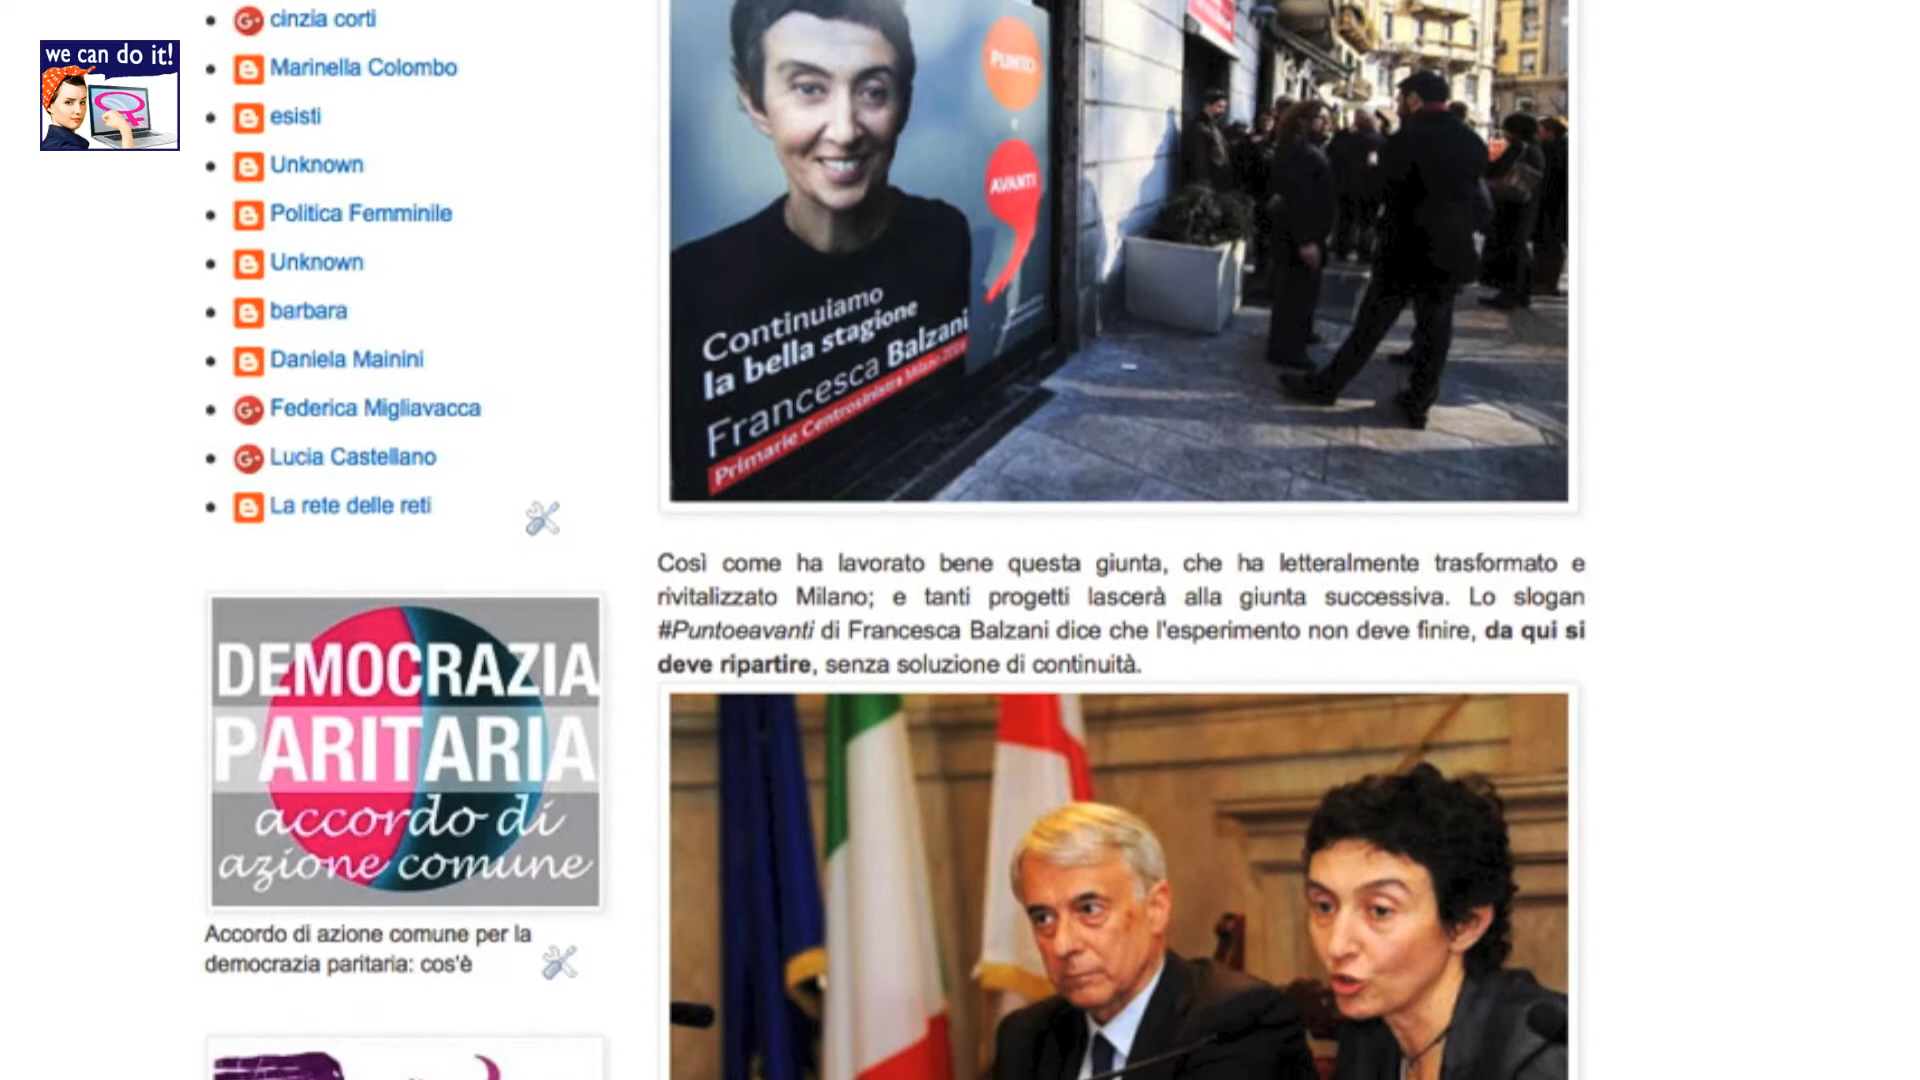 we can do it!
cinzia corti
Marinella Colombo
esisti
Unknown
Politica Femminile
Unknown
barbara
Daniela Mainini
Federica Migliavacca
Lucia Castellano
La rete delle reti
DEMOCRAZIA
PARITARIA
accordo di
azione comune
Accordo di azione comune per la
democrazia paritaria: cos'è
PUNTO
e
AVANTI
Continuiamo
la bella stagione
Francesca Balzani
Primarie Centrosinistra Milano 2016
Così come ha lavorato bene questa giunta, che ha letteralmente trasformato e
rivitalizzato Milano; e tanti progetti lascerà alla giunta successiva. Lo slogan
#Puntoeavanti di Francesca Balzani dice che l'esperimento non deve finire, da qui si
deve ripartire, senza soluzione di continuità.